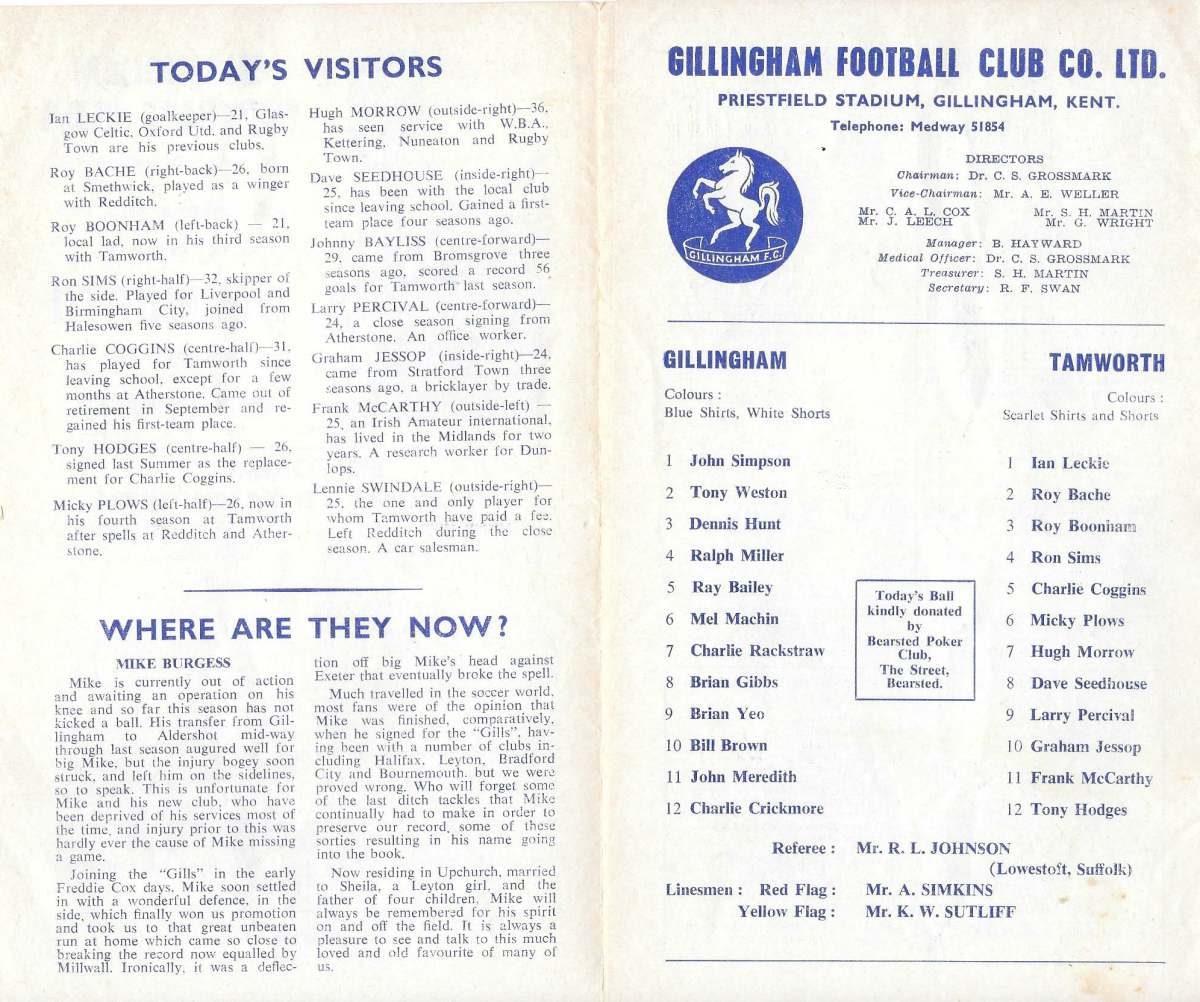 TODAY'S VISITORS
Ian LECKIE (goalkeeper)—21, Glas-
gow Celtic, Oxford Utd. and Rugby
Town are his previous clubs.
Roy BACHE (right-back)—26, born
at Smethwick, played as a winger
with Redditch.
Roy BOONHAM (left-back) — 21,
local lad, now in his third season
with Tamworth.
Ron SIMS (right-half)—32, skipper of
the side. Played for Liverpool and
Birmingham City, joined from
Halesowen five seasons ago.
Charlie COGGINS (centre-half)—31,
has played for Tamworth since
leaving school, except for a few
months at Atherstone. Came out of
retirement in September and re-
gained his first-team place.
Tony HODGES (centre-half) — 26,
signed last Summer as the replace-
ment for Charlie Coggins.
Micky PLOWS (left-half)—26, now in
his fourth season at Tamworth
after spells at Redditch and Ather-
stone.
Hugh MORROW (outside-right)—36,
has seen service with W.B.A.,
Kettering, Nuneaton and Rugby
Town.
Dave SEEDHOUSE (inside-right)—
25, has been with the local club
since leaving school. Gained a first-
team place four seasons ago.
Johnny BAYLISS (centre-forward)—
29, came from Bromsgrove three
seasons ago, scored a record 56
goals for Tamworth last season.
Larry PERCIVAL (centre-forward)—
24, a close season signing from
Atherstone. An office worker.
Graham JESSOP (inside-right)—24,
came from Stratford Town three
seasons ago, a bricklayer by trade.
Frank McCARTHY (outside-left) —
25, an Irish Amateur international,
has lived in the Midlands for two
years. A research worker for Dun-
lops.
Lennie SWINDALE (outside-right)—
25, the one and only player for
whom Tamworth have paid a fee.
Left Redditch during the close
season. A car salesman.
WHERE ARE THEY NOW?
MIKE BURGESS
Mike is currently out of action
and awaiting an operation on his
knee and so far this season has not
kicked a ball. His transfer from Gil-
lingham to Aldershot mid-way
through last season augured well for
big Mike, but the injury bogey soon
struck, and left him on the sidelines,
so to speak. This is unfortunate for
Mike and his new club, who have
been deprived of his services most of
the time, and injury prior to this was
hardly ever the cause of Mike missing
a game.
Joining the "Gills" in the early
Freddie Cox days, Mike soon settled
in with a wonderful defence, in the
side, which finally won us promotion
and took us to that great unbeaten
run at home which came so close to
breaking the record now equalled by
Millwall. Ironically, it was a deflec-
tion off big Mike's head against
Exeter that eventually broke the spell.
Much travelled in the soccer world,
most fans were of the opinion that
Mike was finished, comparatively,
when he signed for the "Gills", hav-
ing been with a number of clubs in-
cluding Halifax, Leyton, Bradford
City and Bournemouth, but we were
proved wrong. Who will forget some
of the last ditch tackles that Mike
continually had to make in order to
preserve our record, some of these
sorties resulting in his name going
into the book.
Now residing in Upchurch, married
to Sheila, a Leyton girl, and the
father of four children, Mike will
always be remembered for his spirit
on and off the field. It is always a
pleasure to see and talk to this much
loved and old favourite of many of
us.
GILLINGHAM FOOTBALL CLUB CO. LTD.
PRIESTFIELD STADIUM, GILLINGHAM, KENT.
Telephone: Medway 51854
GILLINGHAM F.C.
DIRECTORS
Chairman: Dr. C. S. GROSSMARK
Vice-Chairman: Mr. A. E. WELLER
Mr. C. A. L. COX Mr. S. H. MARTIN
Mr. J. LEECH Mr. G. WRIGHT
Manager: B. HAYWARD
Medical Officer: Dr. C. S. GROSSMARK
Treasurer: S. H. MARTIN
Secretary: R. F. SWAN
GILLINGHAM
Colours :
Blue Shirts, White Shorts
1 John Simpson
2 Tony Weston
3 Dennis Hunt
4 Ralph Miller
5 Ray Bailey
6 Mel Machin
7 Charlie Rackstraw
8 Brian Gibbs
9 Brian Yeo
10 Bill Brown
11 John Meredith
12 Charlie Crickmore
Today's Ball
kindly donated
by
Bearsted Poker
Club,
The Street,
Bearsted.
TAMWORTH
Colours :
Scarlet Shirts and Shorts
1 Ian Leckie
2 Roy Bache
3 Roy Boonham
4 Ron Sims
5 Charlie Coggins
6 Micky Plows
7 Hugh Morrow
8 Dave Seedhouse
9 Larry Percival
10 Graham Jessop
11 Frank McCarthy
12 Tony Hodges
Referee : Mr. R. L. JOHNSON
(Lowestoft, Suffolk)
Linesmen : Red Flag : Mr. A. SIMKINS
Yellow Flag : Mr. K. W. SUTLIFF